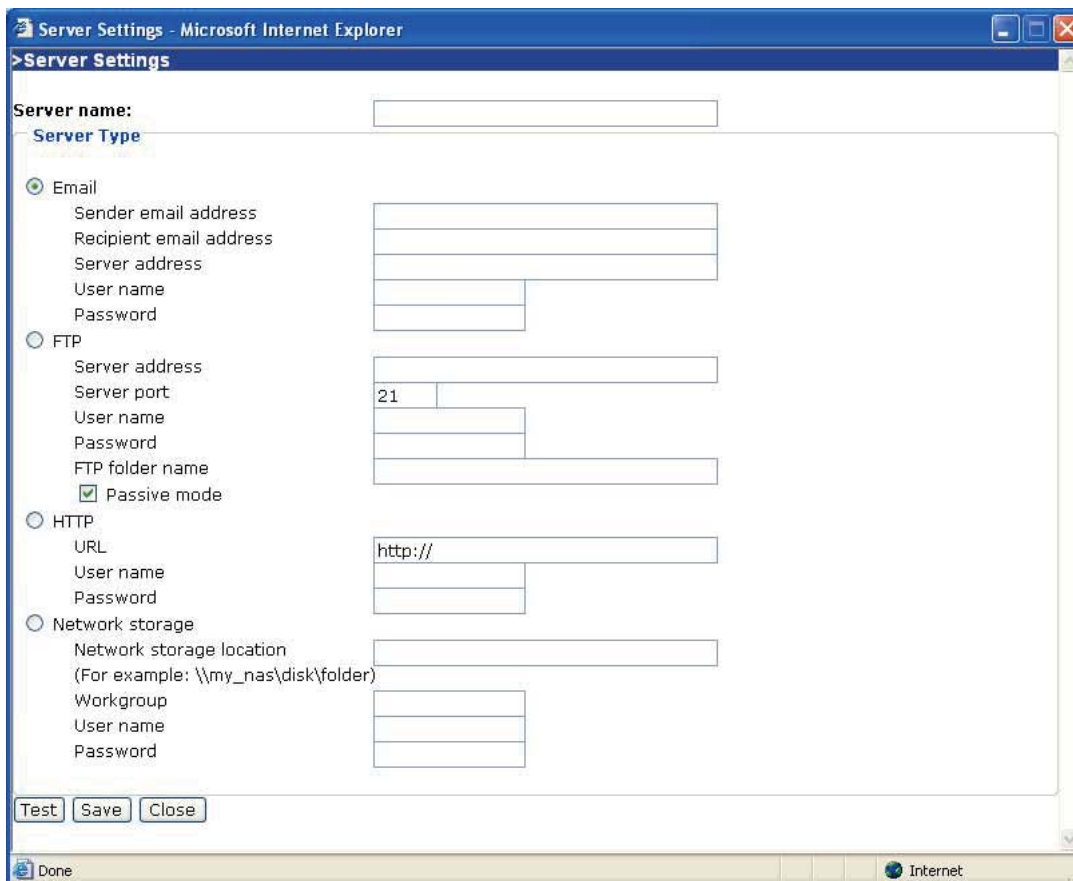 Server Settings - Microsoft Internet Explorer
>Server Settings
Server name:
Server Type
Email
Sender email address
Recipient email address
Server address
User name
Password
FTP
Server address
Server port 21
User name
Password
FTP folder name
Passive mode
HTTP
URL http://
User name
Password
Network storage
Network storage location
(For example: \\my_nas\disk\folder)
Workgroup
User name
Password
Test Save Close
Done Internet